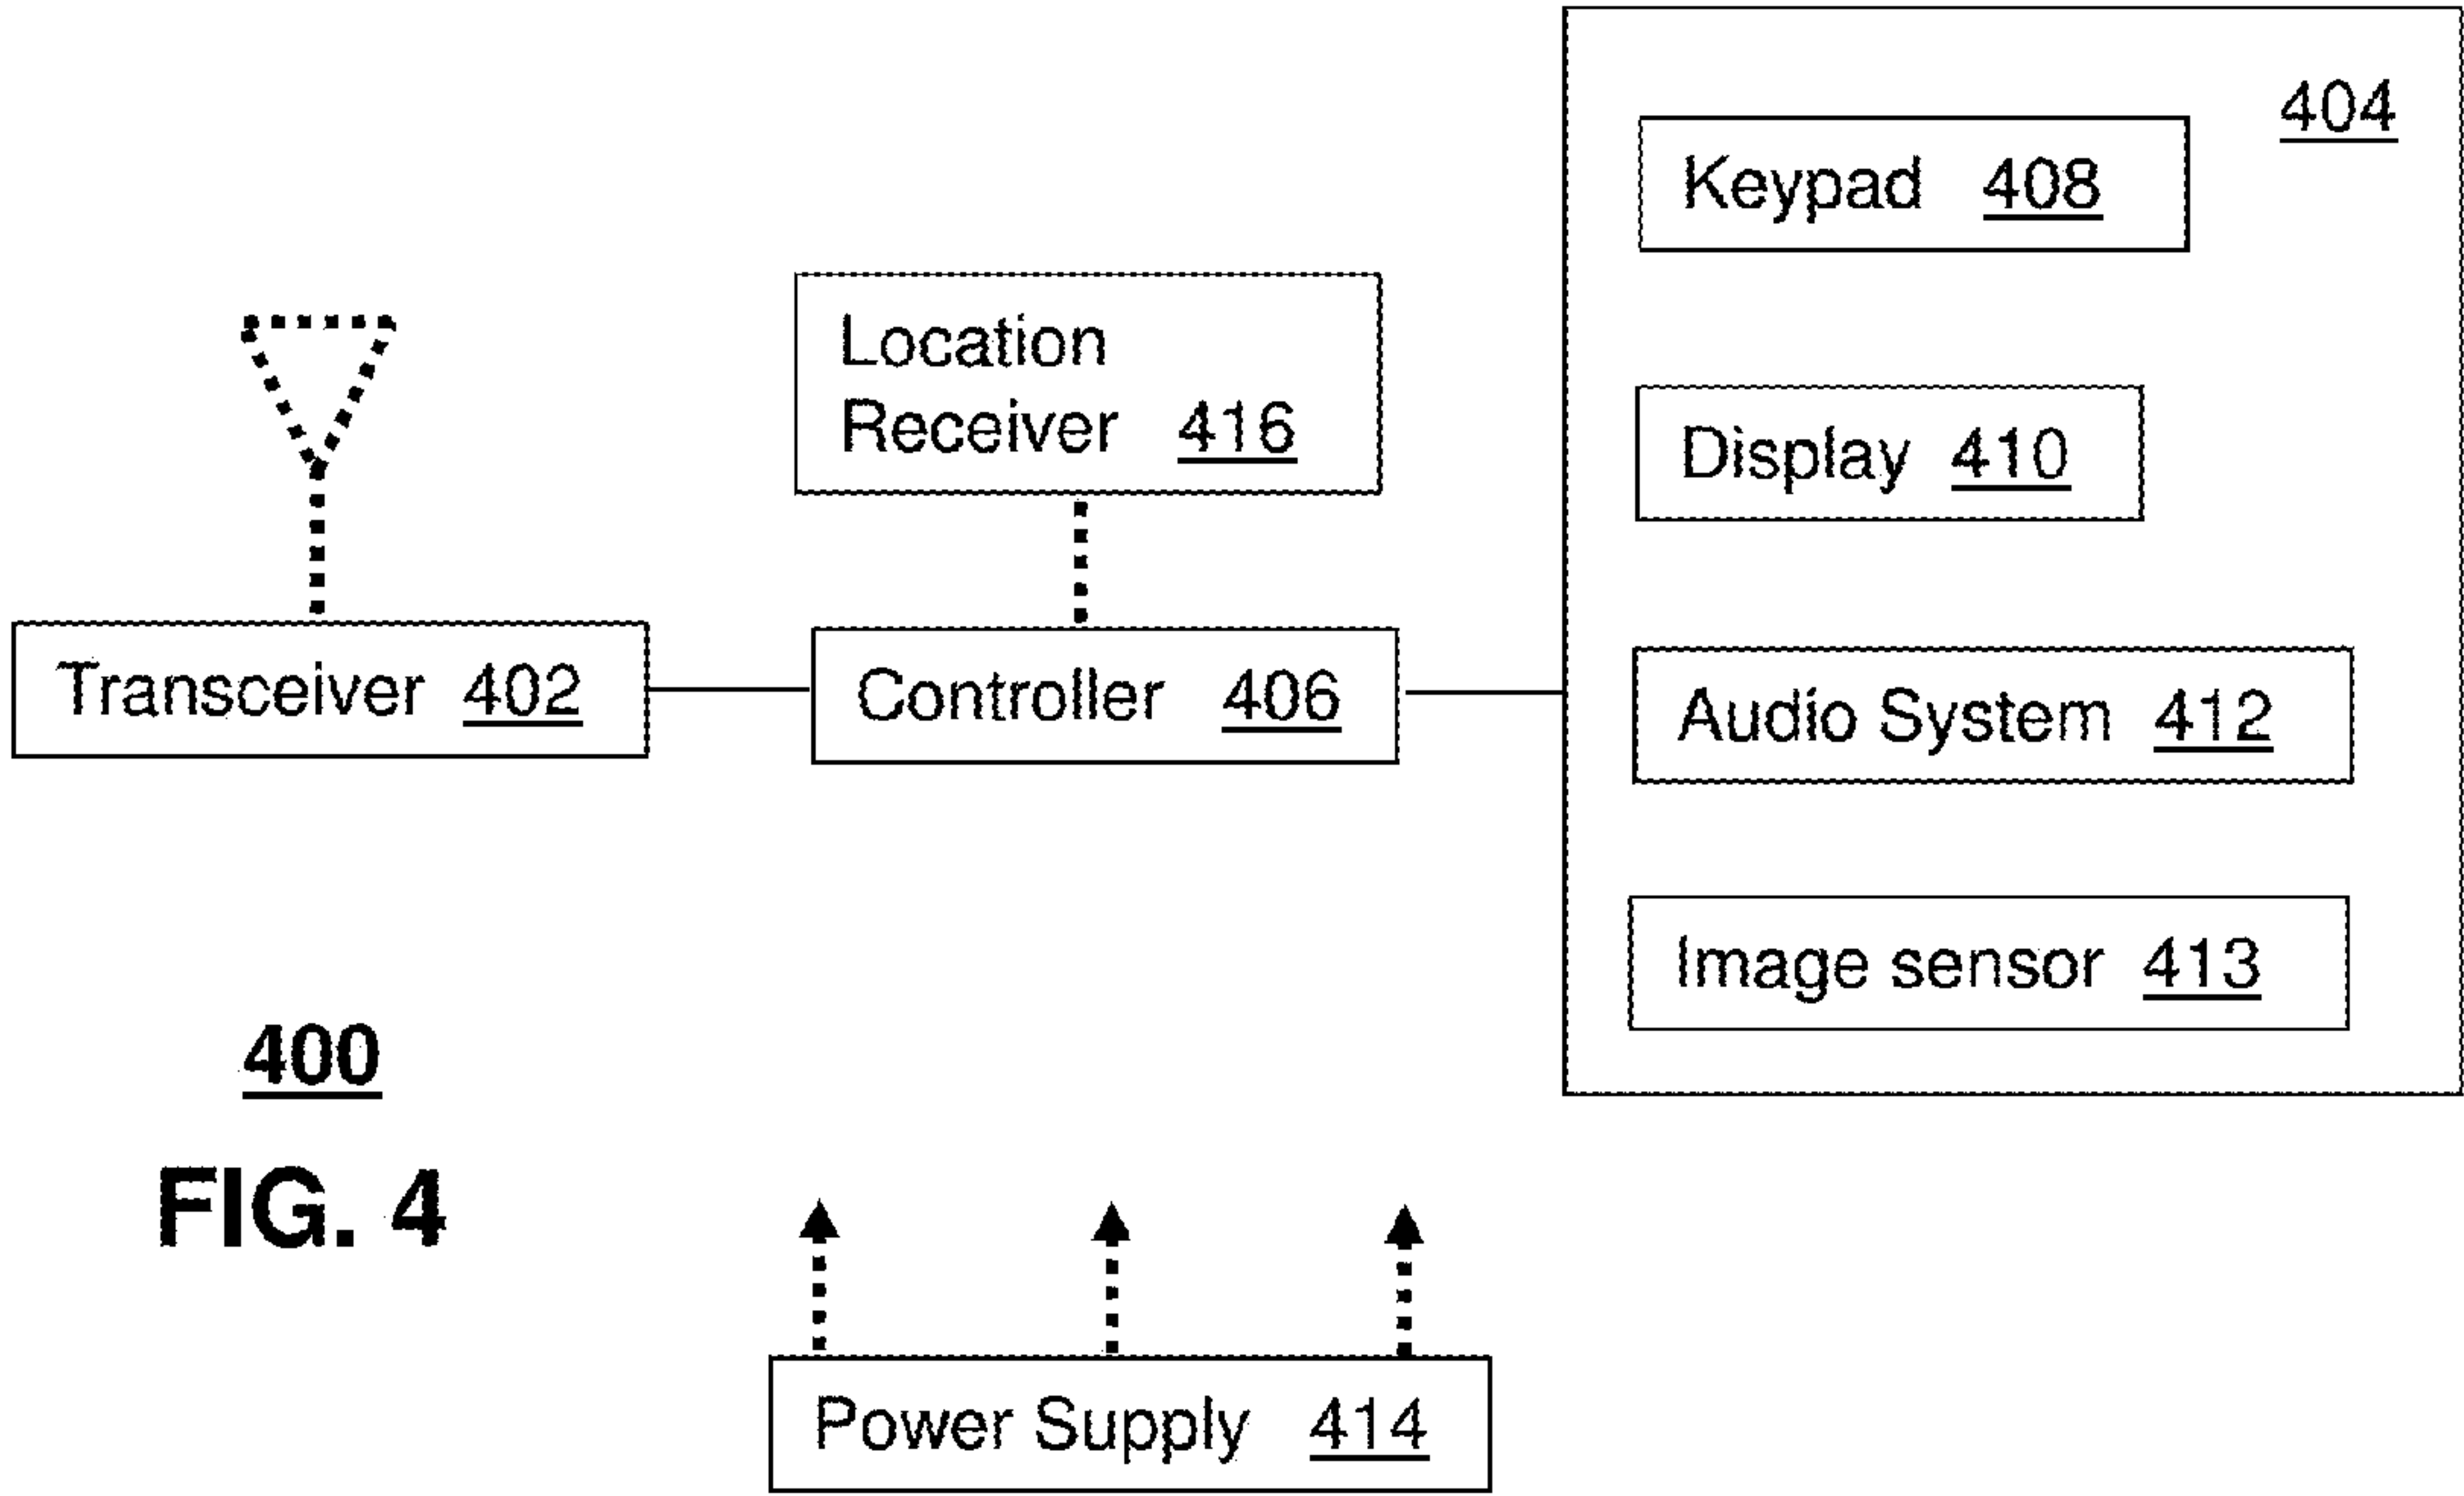 404
Keypad 408
Location
Receiver 416
Display 410
Transceiver 402
Controller 406
Audio System 412
Image sensor 413
400
FIG. 4
Power Supply 414